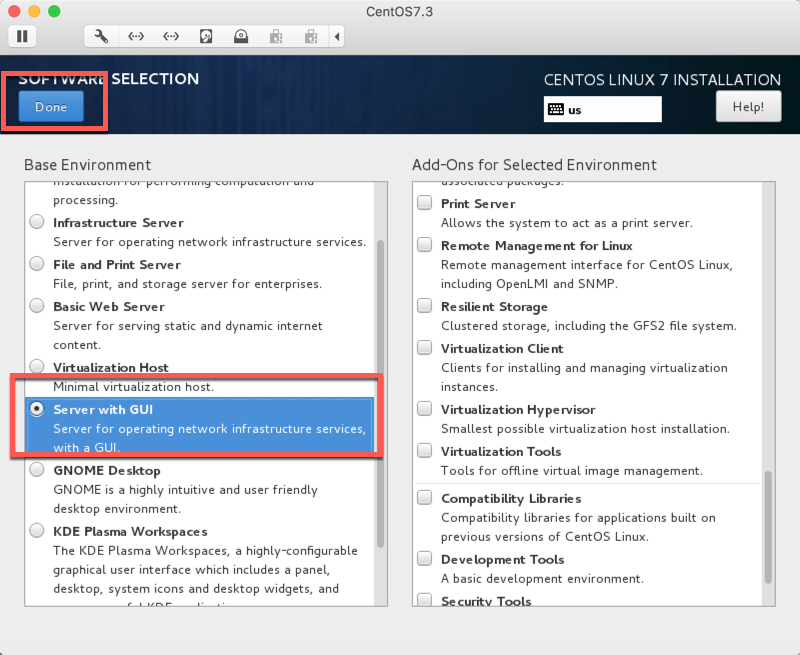 CentOS7.3
SOFTWARE SELECTION
CENTOS LINUX 7 INSTALLATION
Done
us
Help!
Base Environment
installation for performing computation and
processing.
Infrastructure Server
Server for operating network infrastructure services.
File and Print Server
File, print, and storage server for enterprises.
Basic Web Server
Server for serving static and dynamic internet
content.
Virtualization Host
Minimal virtualization host.
Server with GUI
Server for operating network infrastructure services,
with a GUI.
GNOME Desktop
GNOME is a highly intuitive and user friendly
desktop environment.
KDE Plasma Workspaces
The KDE Plasma Workspaces, a highly-configurable
graphical user interface which includes a panel,
desktop, system icons and desktop widgets, and
Add-Ons for Selected Environment
associated packages.
Print Server
Allows the system to act as a print server.
Remote Management for Linux
Remote management interface for CentOS Linux,
including OpenLMI and SNMP.
Resilient Storage
Clustered storage, including the GFS2 file system.
Virtualization Client
Clients for installing and managing virtualization
instances.
Virtualization Hypervisor
Smallest possible virtualization host installation.
Virtualization Tools
Tools for offline virtual image management.
Compatibility Libraries
Compatibility libraries for applications built on
previous versions of CentOS Linux.
Development Tools
A basic development environment.
Security Tools